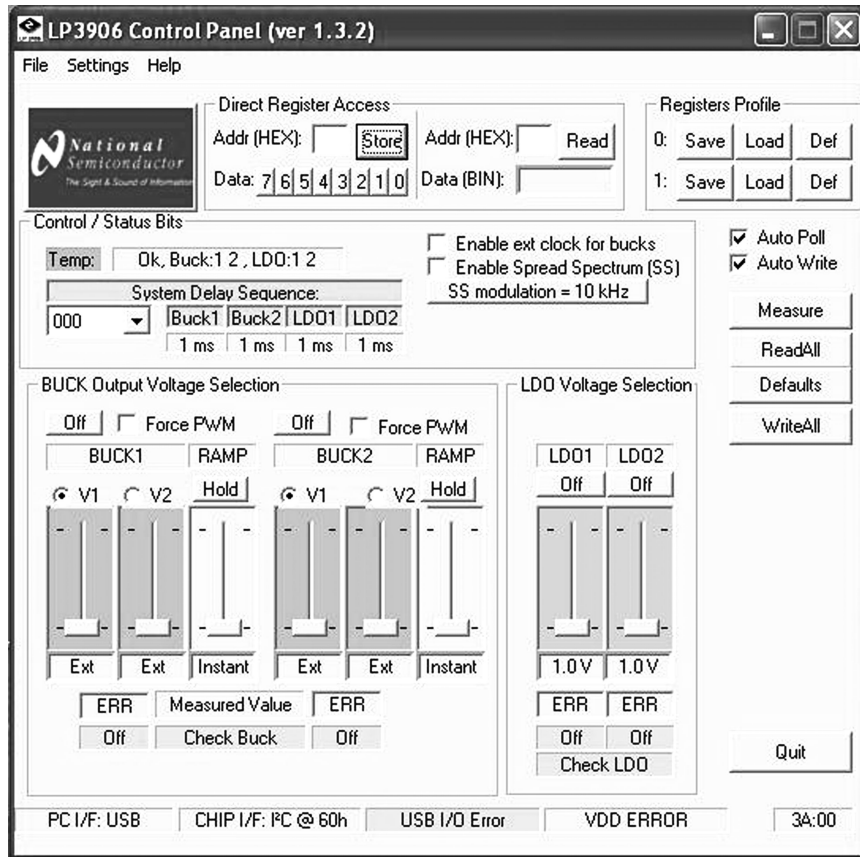 LP3906 Control Panel (ver 1.3.2)
File Settings Help
National
Semiconductor
The Sight & Sound of Information
Direct Register Access
Addr (HEX): Store Addr (HEX): Read
Data: 7 6 5 4 3 2 1 0 Data (BIN):
Registers Profile
0: Save Load Def
1: Save Load Def
Control / Status Bits
Temp: Ok, Buck:1 2 , LDO:1 2
System Delay Sequence:
000 Buck1 Buck2 LDO1 LDO2
1 ms 1 ms 1 ms 1 ms
Enable ext clock for bucks
Enable Spread Spectrum (SS)
SS modulation = 10 kHz
Auto Poll
Auto Write
Measure
ReadAll
Defaults
WriteAll
BUCK Output Voltage Selection
Off Force PWM Off Force PWM
BUCK1 RAMP BUCK2 RAMP
V1 V2 Hold V1 V2 Hold
Ext Ext Instant Ext Ext Instant
ERR Measured Value ERR
Off Check Buck Off
LDO Voltage Selection
LDO1 LDO2
Off Off
1.0 V 1.0 V
ERR ERR
Off Off
Check LDO
Quit
PC I/F: USB CHIP I/F: I²C @ 60h USB I/O Error VDD ERROR 3A:00